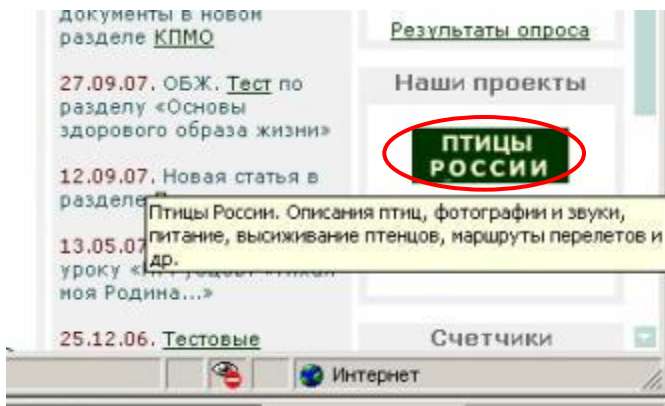 документы в новом
разделе КПМО
27.09.07. ОБЖ. Тест по
разделу «Основы
здорового образа жизни»
12.09.07. Новая статья в
разделе
13.05.07
уроку
моя Родина...»
25.12.06. Тестовые
Результаты опроса
Наши проекты
ПТИЦЫ
РОССИИ
Птицы России. Описания птиц, фотографии и звуки,
питание, высиживание птенцов, маршруты перелетов и
др.
Счетчики
Интернет